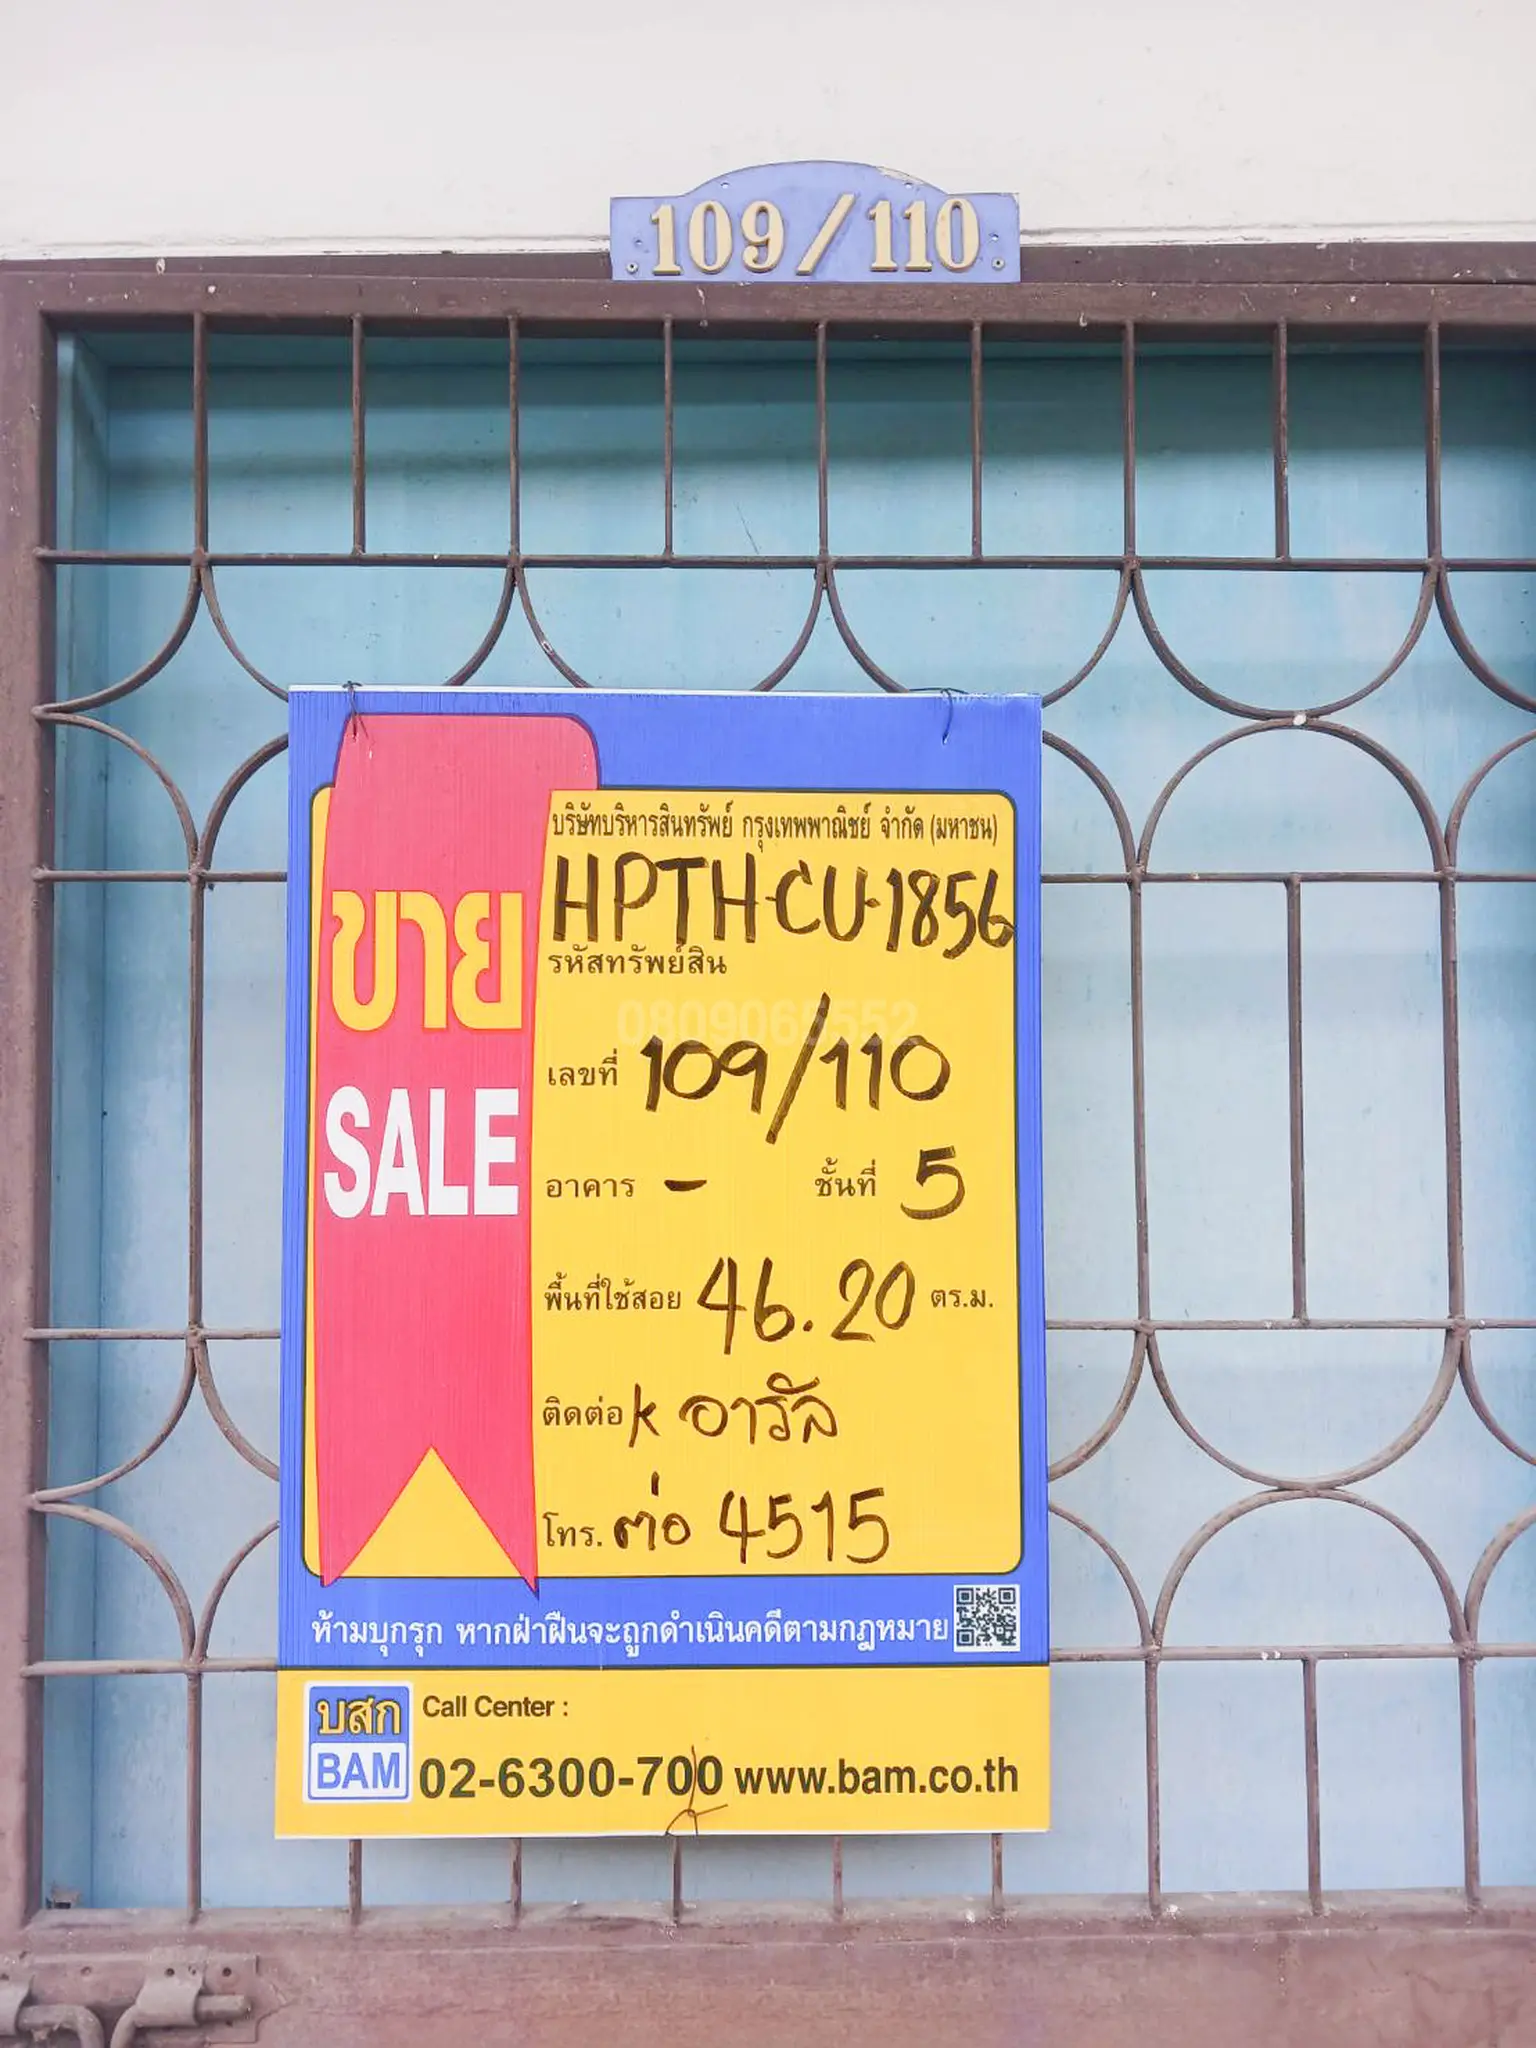 109/110
บริษัทบริหารสินทรัพย์ กรุงเทพพาณิชย์ จำกัด (มหาชน)
HPTH-CU-1856
รหัสทรัพย์สิน
0809065552
เลขที่ 109/110
อาคาร - ชั้นที่ 5
พื้นที่ใช้สอย 46.20 ตร.ม.
ติดต่อ k อารัล
โทร. ต่อ 4515
ขาย
SALE
ห้ามบุกรุก หากฝ่าฝืนจะถูกดำเนินคดีตามกฎหมาย
บสก
BAM
Call Center :
02-6300-700 www.bam.co.th